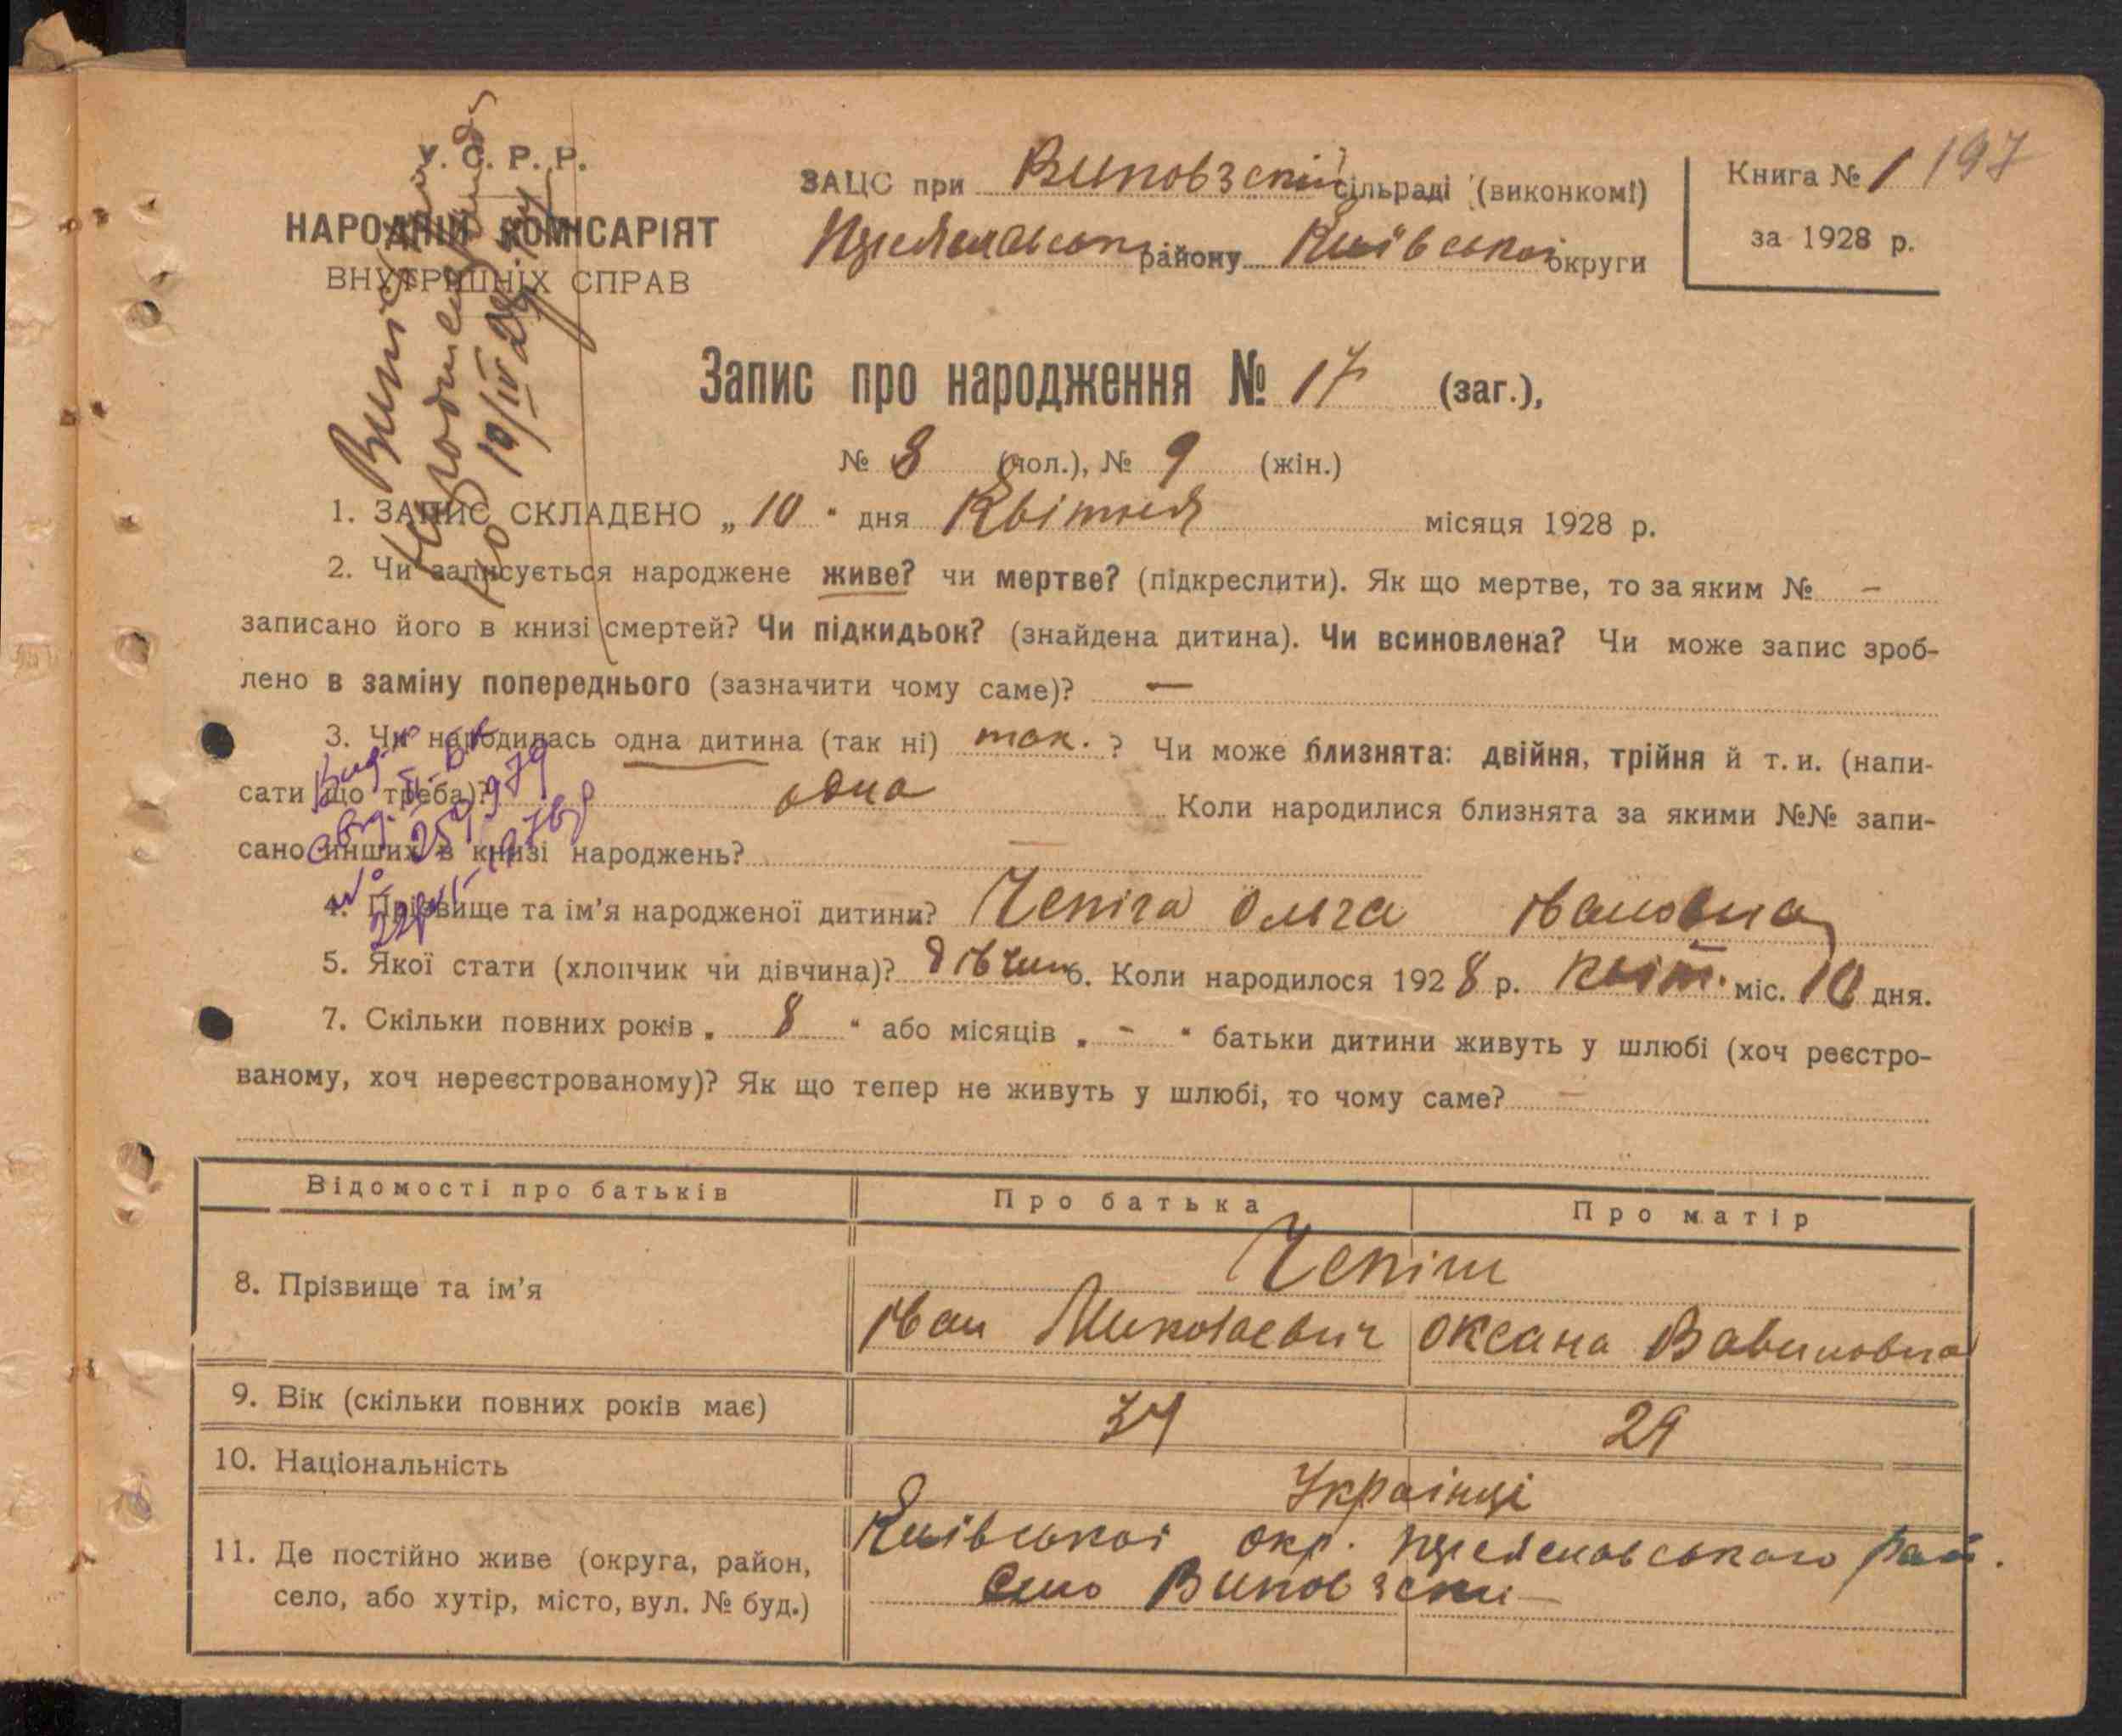 У. С. Р. Р.
НАРОДНІЙ КОМІСАРІЯТ
ВНУТРІШНІХ СПРАВ
ЗАЦС при Виповзскій сільраді (виконкомі)
району Київської округи
Книга № 1 197
за 1928 р.
Запис про народження № 17 (заг.),
№ 8 (чол.), № 9 (жін.)
1. ЗАПИС СКЛАДЕНО „ 10 " дня Квітня місяця 1928 р.
2. Чи записується народжене живе? чи мертве? (підкреслити). Як що мертве, то за яким № –
записано його в книзі смертей? Чи підкидьок? (знайдена дитина). Чи всиновлена? Чи може запис зроб-
лено в заміну попереднього (зазначити чому саме)? —
3. Чи народилась одна дитина (так ні) так. ? Чи може близнята: двійня, трійня й т. и. (напи-
сати що треба)? одна Коли народилися близнята за якими №№ запи-
сано инших в книзі народжень? —
4. Прізвище та ім'я народженої дитини? Чепіга Ольга Івановна
5. Якої стати (хлопчик чи дівчина)? дівчин 6. Коли народилося 1928 р. Квіт. міс. 10 дня.
7. Скільки повних років „ 8 " або місяців „ - " батьки дитини живуть у шлюбі (хоч реєстро-
ваному, хоч нереєстрованому)? Як що тепер не живуть у шлюбі, то чому саме? —
Відомості про батьків Про батька Про матір
8. Прізвище та ім'я Чепіги
Іван Миколаєвич Оксана Вавиловна
9. Вік (скільки повних років має) 34 29
10. Національність Українці
11. Де постійно живе (округа, район, Київської окр. рай.
село, або хутір, місто, вул. № буд.) село Виповзски